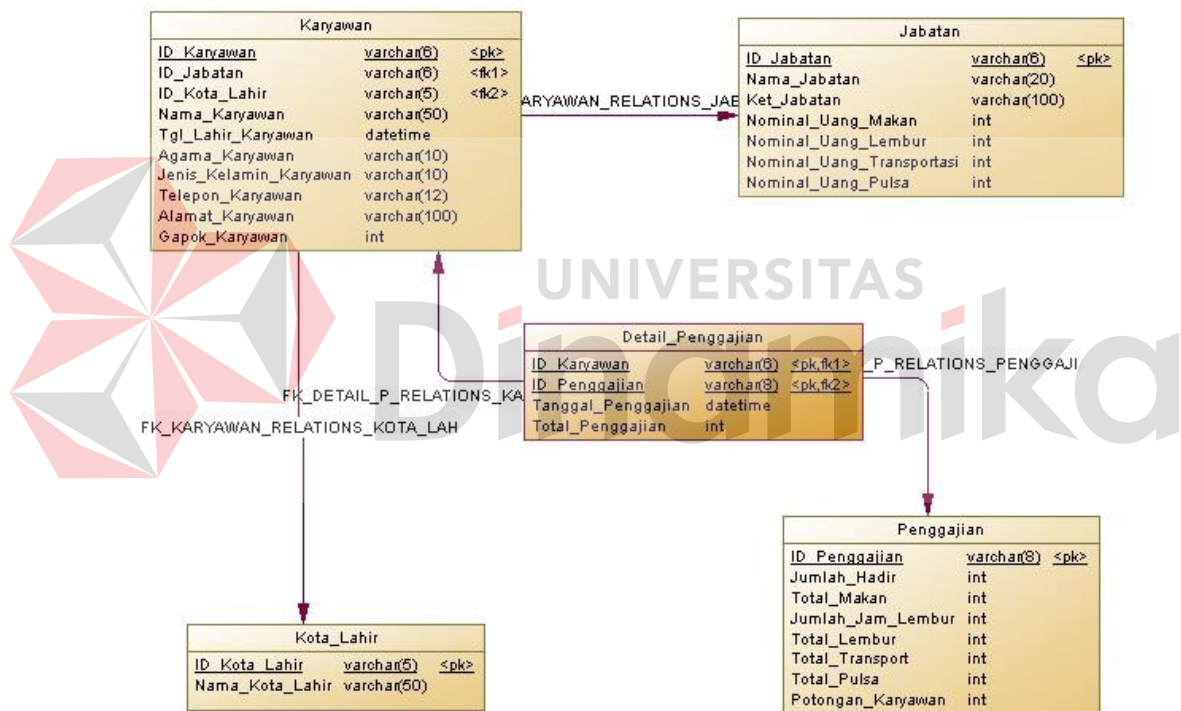 Karyawan
ID_Karyawan varchar(6) <pk>
ID_Jabatan varchar(6) <fk1>
ID_Kota_Lahir varchar(5) <fk2>
Nama_Karyawan varchar(50)
Tgl_Lahir_Karyawan datetime
Agama_Karyawan varchar(10)
Jenis_Kelamin_Karyawan varchar(10)
Telepon_Karyawan varchar(12)
Alamat_Karyawan varchar(100)
Gapok_Karyawan int
ARYAWAN_RELATIONS_JAB
Jabatan
ID_Jabatan varchar(6) <pk>
Nama_Jabatan varchar(20)
Ket_Jabatan varchar(100)
Nominal_Uang_Makan int
Nominal_Uang_Lembur int
Nominal_Uang_Transportasi int
Nominal_Uang_Pulsa int
UNIVERSITAS
Dinamika
Detail_Penggajian
ID_Karyawan varchar(6) <pk,fk1>
ID_Penggajian varchar(8) <pk,fk2>
Tanggal_Penggajian datetime
Total_Penggajian int
_P_RELATIONS_PENGGAJI
FK_DETAIL_P_RELATIONS_KA
FK_KARYAWAN_RELATIONS_KOTA_LAH
Penggajian
ID_Penggajian varchar(8) <pk>
Jumlah_Hadir int
Total_Makan int
Jumlah_Jam_Lembur int
Total_Lembur int
Total_Transport int
Total_Pulsa int
Potongan_Karyawan int
Kota_Lahir
ID_Kota_Lahir varchar(5) <pk>
Nama_Kota_Lahir varchar(50)